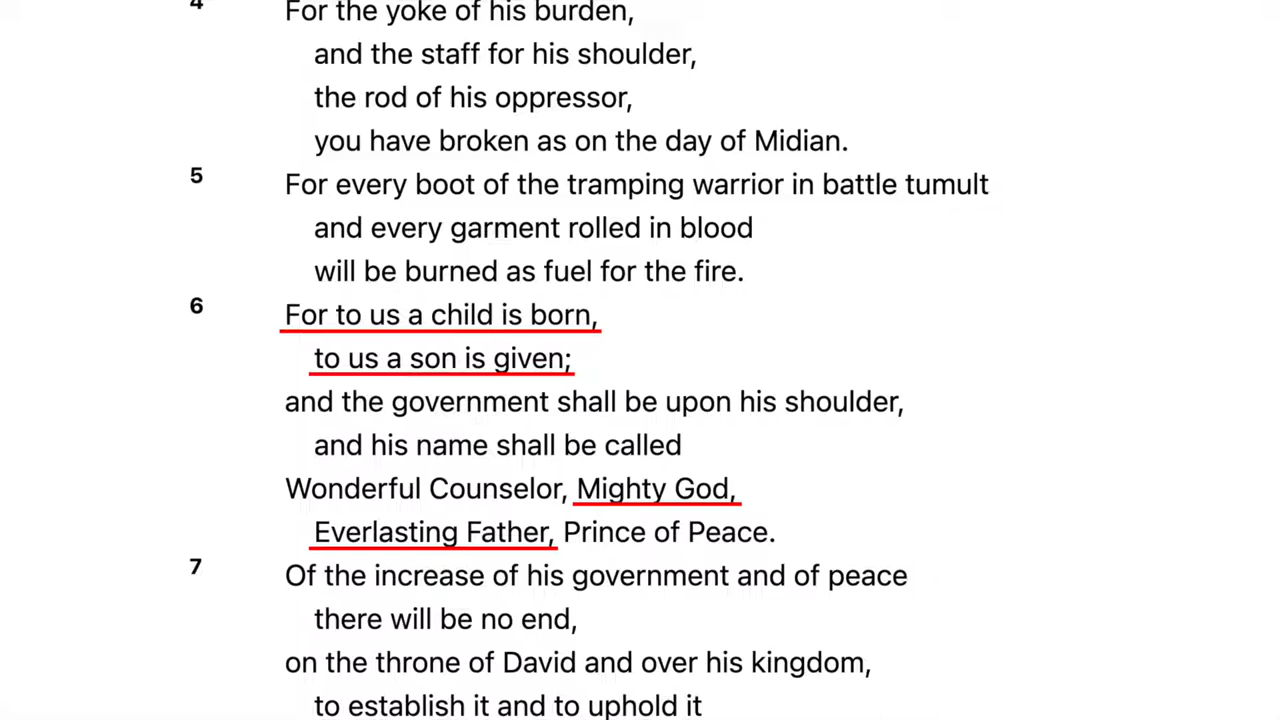 4 For the yoke of his burden,
and the staff for his shoulder,
the rod of his oppressor,
you have broken as on the day of Midian.
5 For every boot of the tramping warrior in battle tumult
and every garment rolled in blood
will be burned as fuel for the fire.
6 For to us a child is born,
to us a son is given;
and the government shall be upon his shoulder,
and his name shall be called
Wonderful Counselor, Mighty God,
Everlasting Father, Prince of Peace.
7 Of the increase of his government and of peace
there will be no end,
on the throne of David and over his kingdom,
to establish it and to uphold it